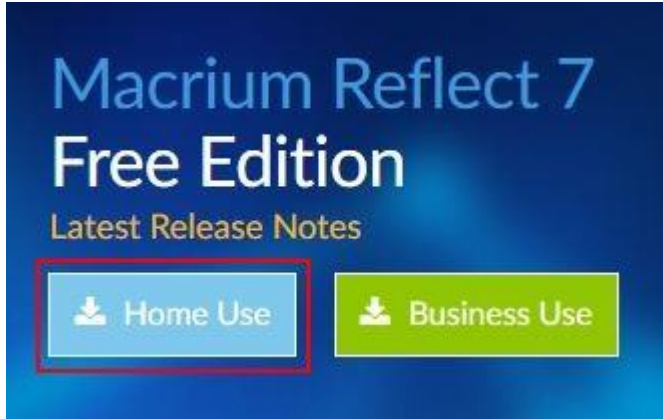 Macrium Reflect 7
Free Edition
Latest Release Notes
Home Use
Business Use